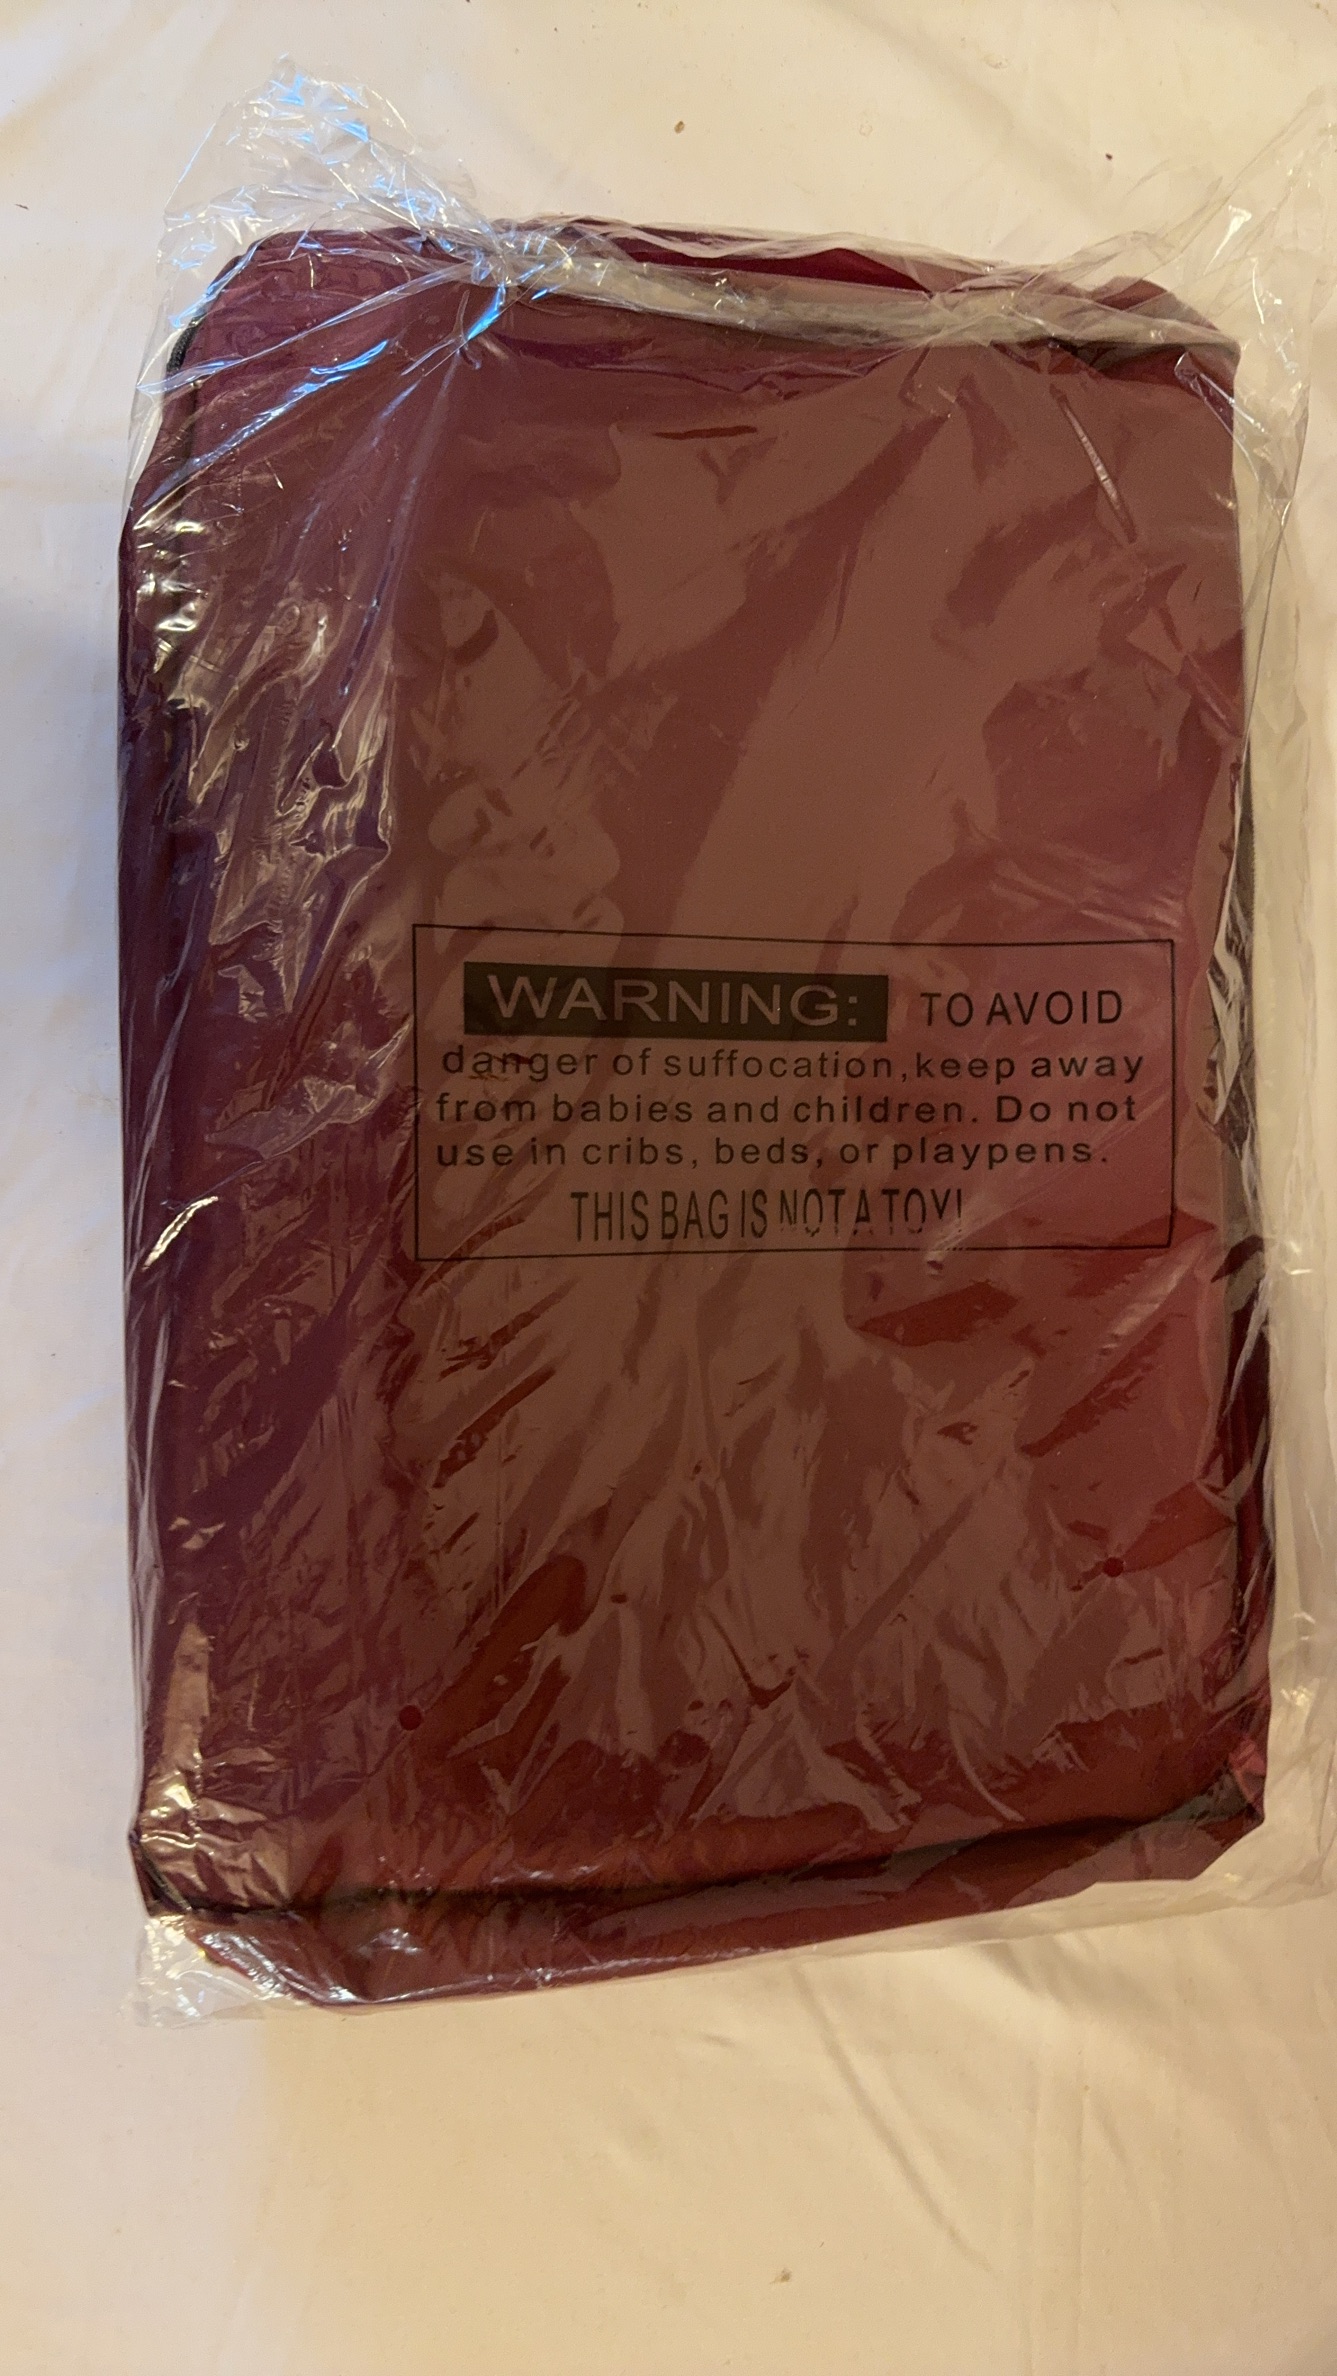 WARNING: TO AVOID
danger of suffocation,keep away
from babies and children. Do not
use in cribs, beds, or playpens.
THIS BAG IS NOT A TOY!